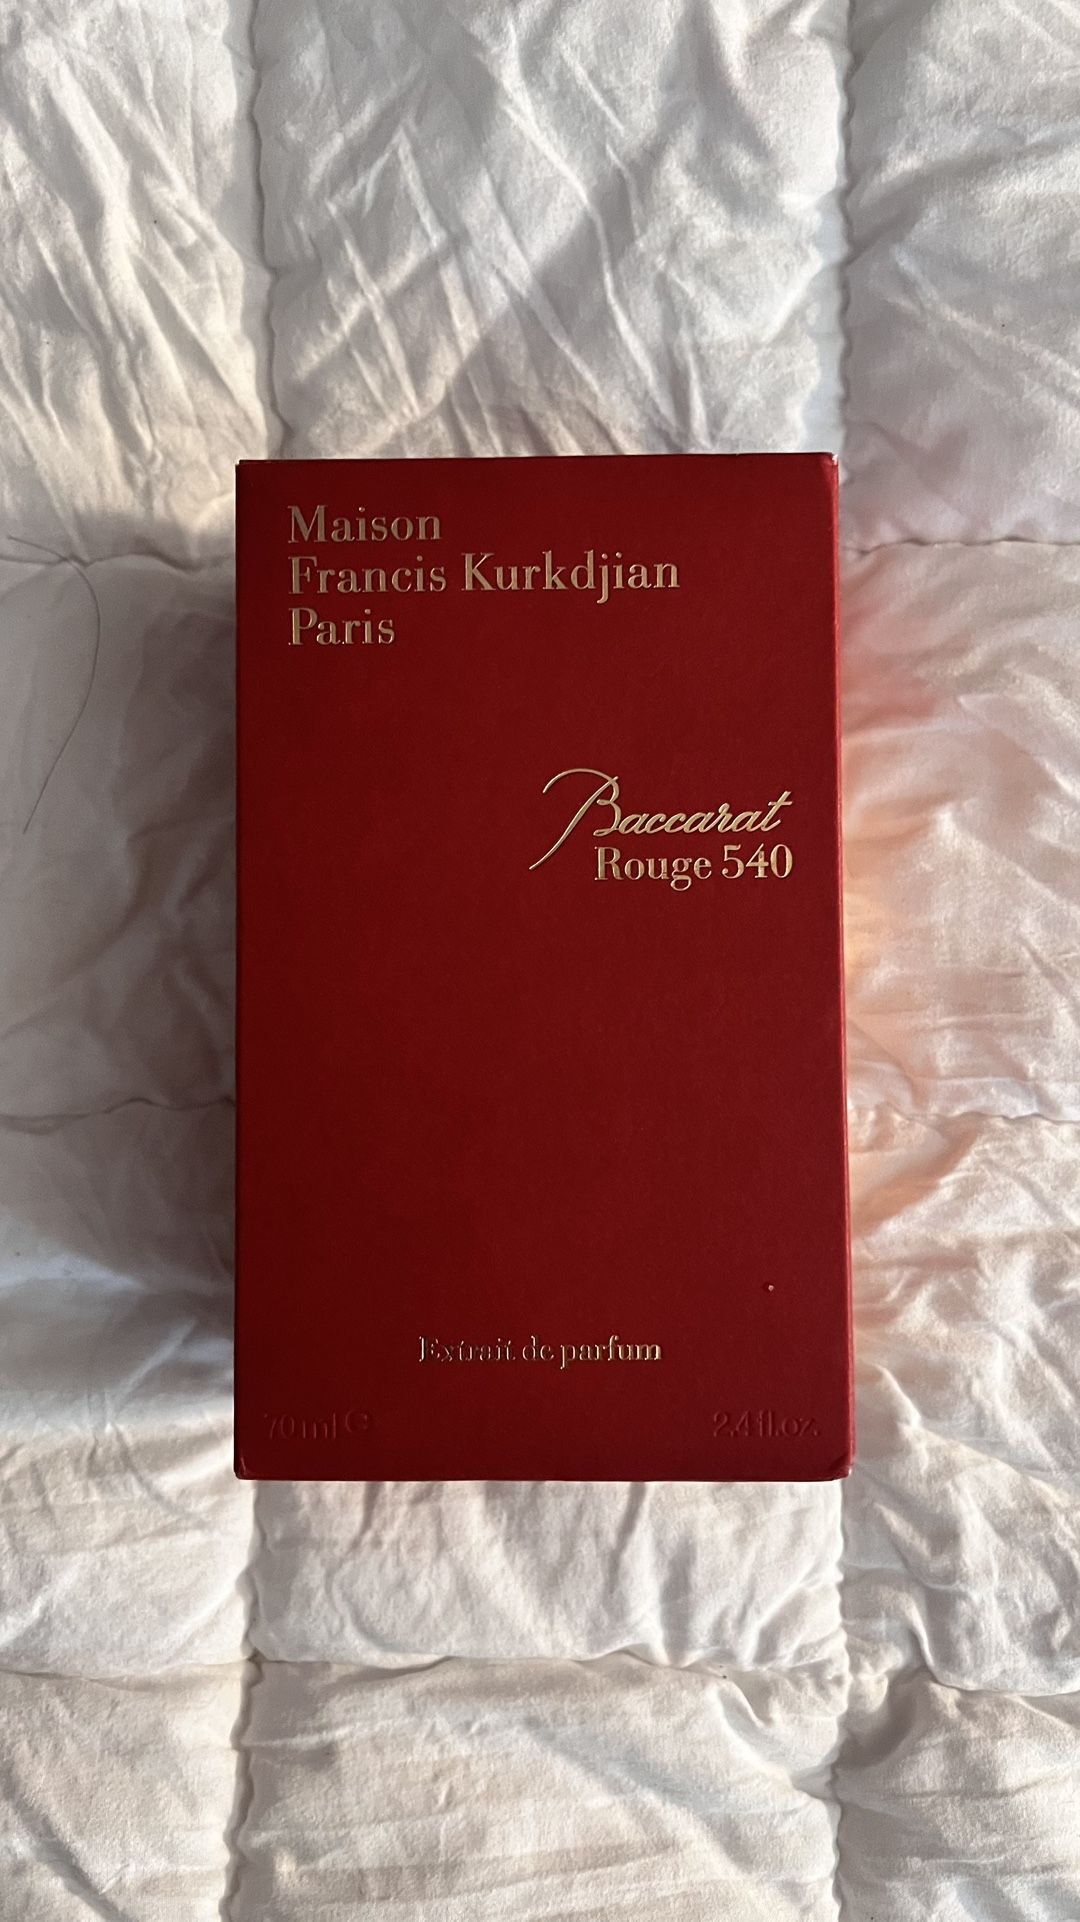 Maison
Francis Kurkdjian
Paris
Baccarat
Rouge 540
Extrait de parfum
70 ml ℮ 2.4 fl.oz.